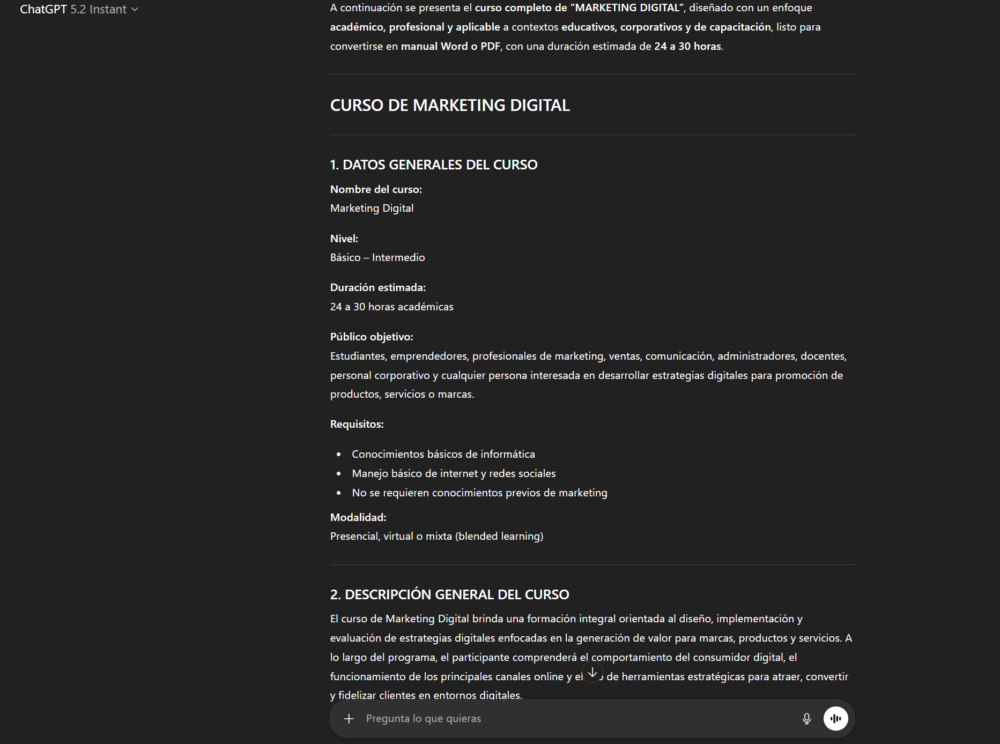 ChatGPT 5.2 Instant
A continuación se presenta el curso completo de “MARKETING DIGITAL”, diseñado con un enfoque
académico, profesional y aplicable a contextos educativos, corporativos y de capacitación, listo para
convertirse en manual Word o PDF, con una duración estimada de 24 a 30 horas.
CURSO DE MARKETING DIGITAL
1. DATOS GENERALES DEL CURSO
Nombre del curso:
Marketing Digital
Nivel:
Básico – Intermedio
Duración estimada:
24 a 30 horas académicas
Público objetivo:
Estudiantes, emprendedores, profesionales de marketing, ventas, comunicación, administradores, docentes,
personal corporativo y cualquier persona interesada en desarrollar estrategias digitales para promoción de
productos, servicios o marcas.
Requisitos:
• Conocimientos básicos de informática
• Manejo básico de internet y redes sociales
• No se requieren conocimientos previos de marketing
Modalidad:
Presencial, virtual o mixta (blended learning)
2. DESCRIPCIÓN GENERAL DEL CURSO
El curso de Marketing Digital brinda una formación integral orientada al diseño, implementación y
evaluación de estrategias digitales enfocadas en la generación de valor para marcas, productos y servicios. A
lo largo del programa, el participante comprenderá el comportamiento del consumidor digital, el
funcionamiento de los principales canales online y el de herramientas estratégicas para atraer, convertir
y fidelizar clientes en entornos digitales.
Pregunta lo que quieras